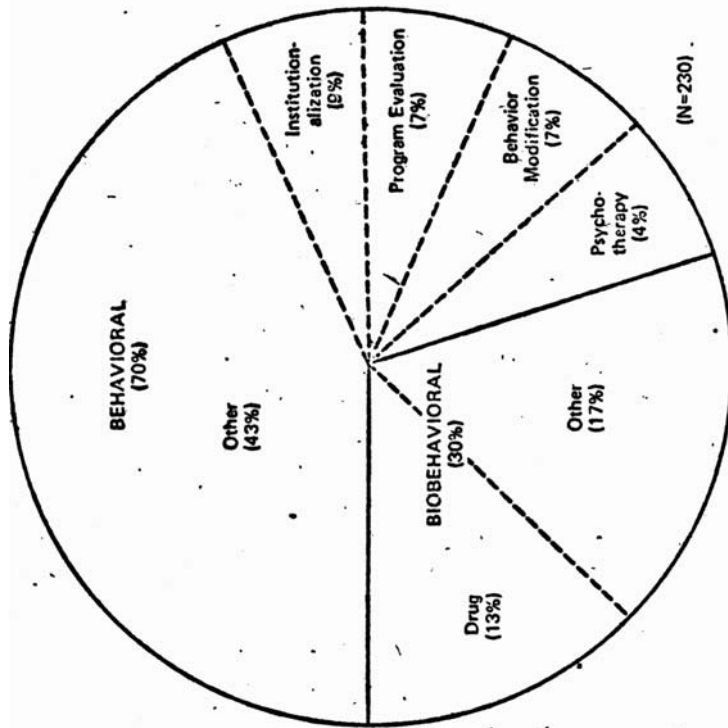 BEHAVIORAL
(70%)
Other
(43%)
Institution-
alization
(9%)
Program Evaluation
(7%)
BIOBEHAVIORAL
(30%)
Drug
(13%)
Behavior
Modification
(7%)
Other
(17%)
Psycho-
therapy
(4%)
(N=230)